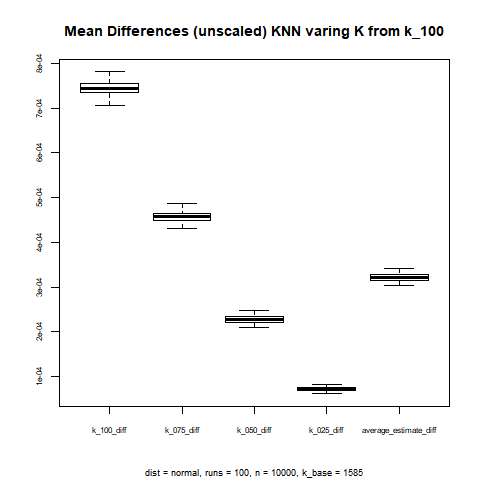 Mean Differences (unscaled) KNN varing K from k_100
8e-04
7e-04
6e-04
5e-04
4e-04
3e-04
2e-04
1e-04
k_100_diff k_075_diff k_050_diff k_025_diff average_estimate_diff
dist = normal, runs = 100, n = 10000, k_base = 1585